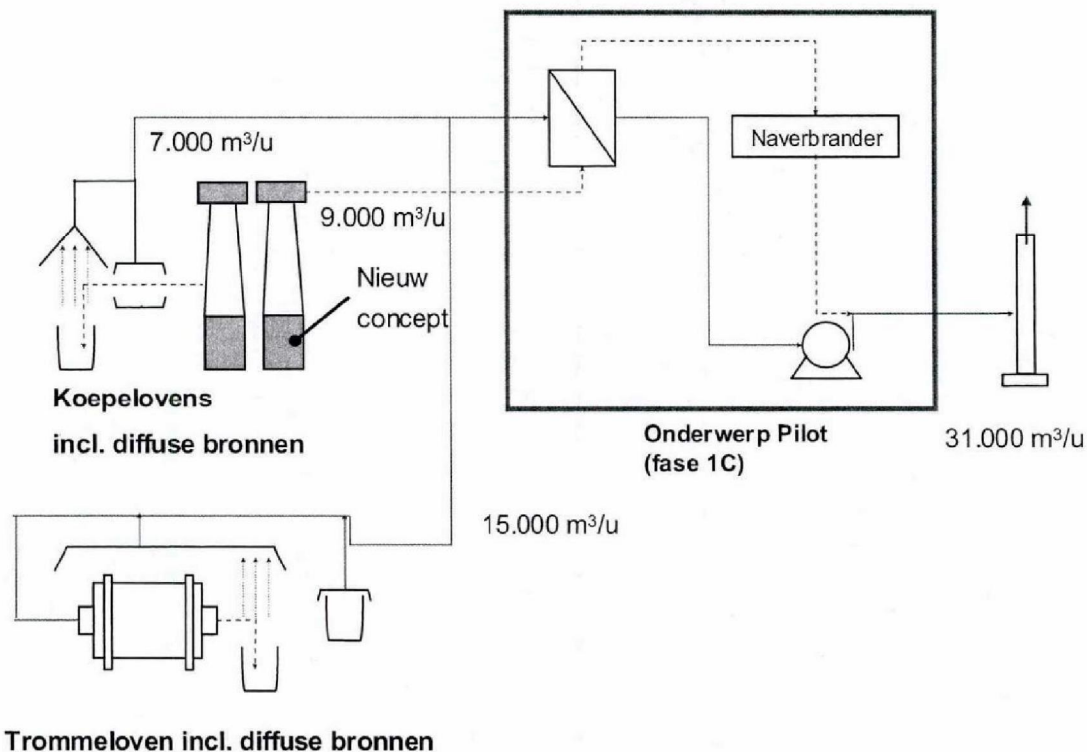 7.000 m³/u
9.000 m³/u
Naverbrander
Nieuw
concept
Koepelovens
incl. diffuse bronnen
Onderwerp Pilot
(fase 1C)
31.000 m³/u
15.000 m³/u
Trommeloven incl. diffuse bronnen